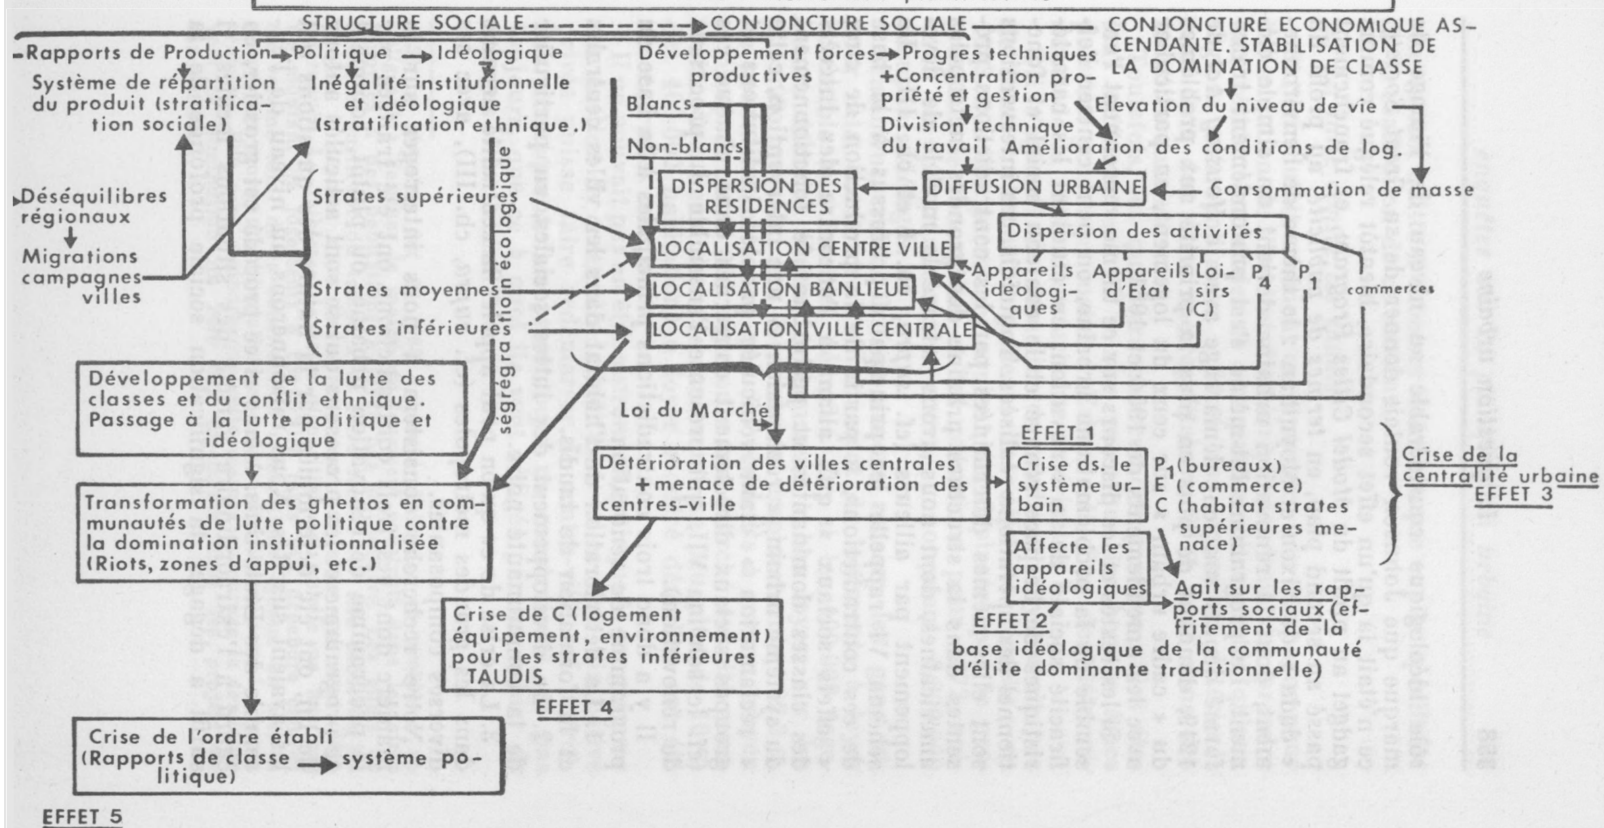 STRUCTURE SOCIALE
CONJONCTURE SOCIALE
CONJONCTURE ECONOMIQUE AS-
CENDANTE. STABILISATION DE
LA DOMINATION DE CLASSE
Rapports de Production
Politique
Idéologique
Développement forces
productives
Progres techniques
+Concentration pro-
priété et gestion
Système de répartition
du produit (stratifica-
tion sociale)
Inégalité institutionnelle
et idéologique
(stratification ethnique.)
Blancs
Non-blancs
Elevation du niveau de vie
Division technique
du travail
Amélioration des conditions de log.
ségrégration écologique
Déséquilibres
régionaux
Migrations
campagnes
villes
Strates supérieures
Strates moyennes
Strates inférieures
DISPERSION DES
RESIDENCES
DIFFUSION URBAINE
Consommation de masse
Dispersion des activités
LOCALISATION CENTRE VILLE
LOCALISATION BANLIEUE
LOCALISATION VILLE CENTRALE
Appareils
idéologi-
ques
Appareils
d'Etat
Loi-
sirs
(C)
P4
P1
commerces
Développement de la lutte des
classes et du conflit ethnique.
Passage à la lutte politique et
idéologique
Loi du Marché
Détérioration des villes centrales
+menace de détérioration des
centres-ville
EFFET 1
Crise ds. le
système ur-
bain
P1 (bureaux)
E (commerce)
C (habitat strates
supérieures me-
nace)
Crise de la
centralité urbaine
EFFET 3
Transformation des ghettos en com-
munautés de lutte politique contre
la domination institutionnalisée
(Riots, zones d'appui, etc.)
Affecte les
appareils
idéologiques
EFFET 2
Agit sur les rap-
ports sociaux (ef-
fritement de la
base idéologique de la communauté
d'élite dominante traditionnelle)
Crise de C (logement
équipement, environnement)
pour les strates inférieures
TAUDIS
EFFET 4
Crise de l'ordre établi
(Rapports de classe
système po-
litique)
EFFET 5